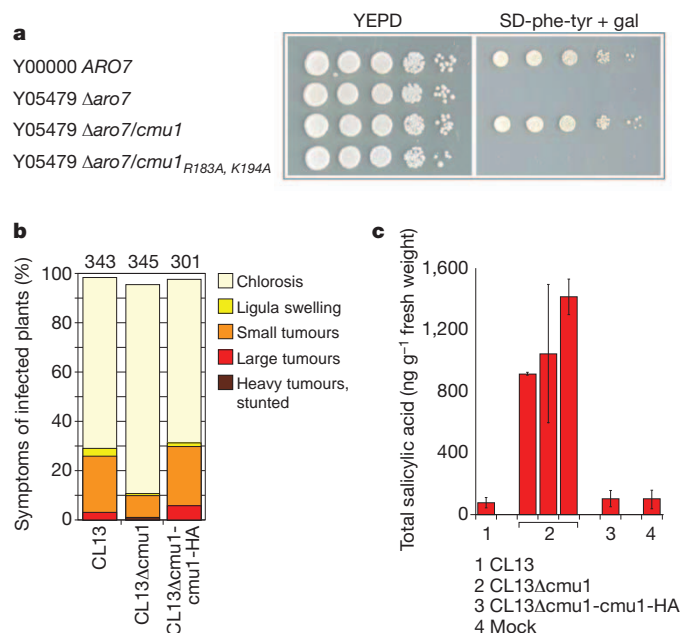 a
YEPD
SD-phe-tyr + gal
Y00000 ARO7
Y05479 Δaro7
Y05479 Δaro7/cmu1
Y05479 Δaro7/cmu1R183A, K194A
b
343 345 301
Symptoms of infected plants (%)
100
80
60
40
20
0
CL13
CL13Δcmu1
CL13Δcmu1-
cmu1-HA
Chlorosis
Ligula swelling
Small tumours
Large tumours
Heavy tumours,
stunted
c
Total salicylic acid (ng g−1 fresh weight)
1,600
1,200
800
400
0
1 2 3 4
1 CL13
2 CL13Δcmu1
3 CL13Δcmu1-cmu1-HA
4 Mock